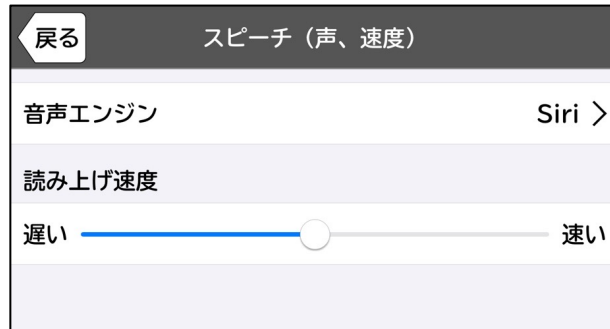 戻る
スピーチ（声、速度）
音声エンジン
Siri
読み上げ速度
遅い
速い